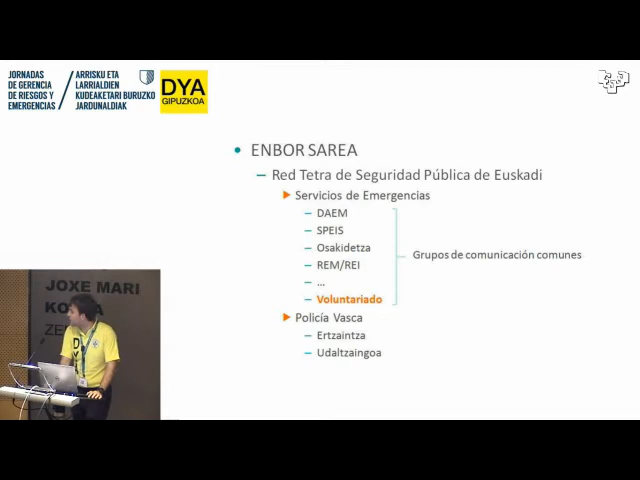 JORNADAS
DE GERENCIA
DE RIESGOS Y
EMERGENCIAS
ARRISKU ETA
LARRIALDIEN
KUDEAKETARI BURUZKO
JARDUNALDIAK
DYA
GIPUZKOA
• ENBOR SAREA
– Red Tetra de Seguridad Pública de Euskadi
Servicios de Emergencias
– DAEM
– SPEIS
– Osakidetza
– REM/REI
– ...
– Voluntariado
Grupos de comunicación comunes
Policía Vasca
– Ertzaintza
– Udaltzaingoa
JOXE MARI